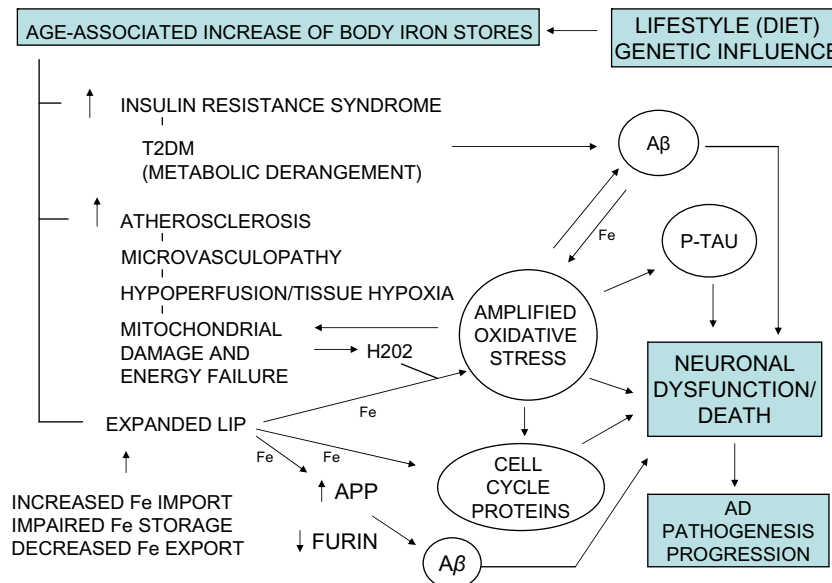 AGE-ASSOCIATED INCREASE OF BODY IRON STORES
LIFESTYLE (DIET)
GENETIC INFLUENCE
INSULIN RESISTANCE SYNDROME
T2DM
(METABOLIC DERANGEMENT)
Aβ
Fe
ATHEROSCLEROSIS
P-TAU
MICROVASCULOPATHY
HYPOPERFUSION/TISSUE HYPOXIA
AMPLIFIED
OXIDATIVE
STRESS
MITOCHONDRIAL
DAMAGE AND
ENERGY FAILURE
H202
NEURONAL
DYSFUNCTION/
DEATH
Fe
EXPANDED LIP
Fe
Fe
CELL
CYCLE
PROTEINS
APP
INCREASED Fe IMPORT
IMPAIRED Fe STORAGE
DECREASED Fe EXPORT
FURIN
Aβ
AD
PATHOGENESIS
PROGRESSION